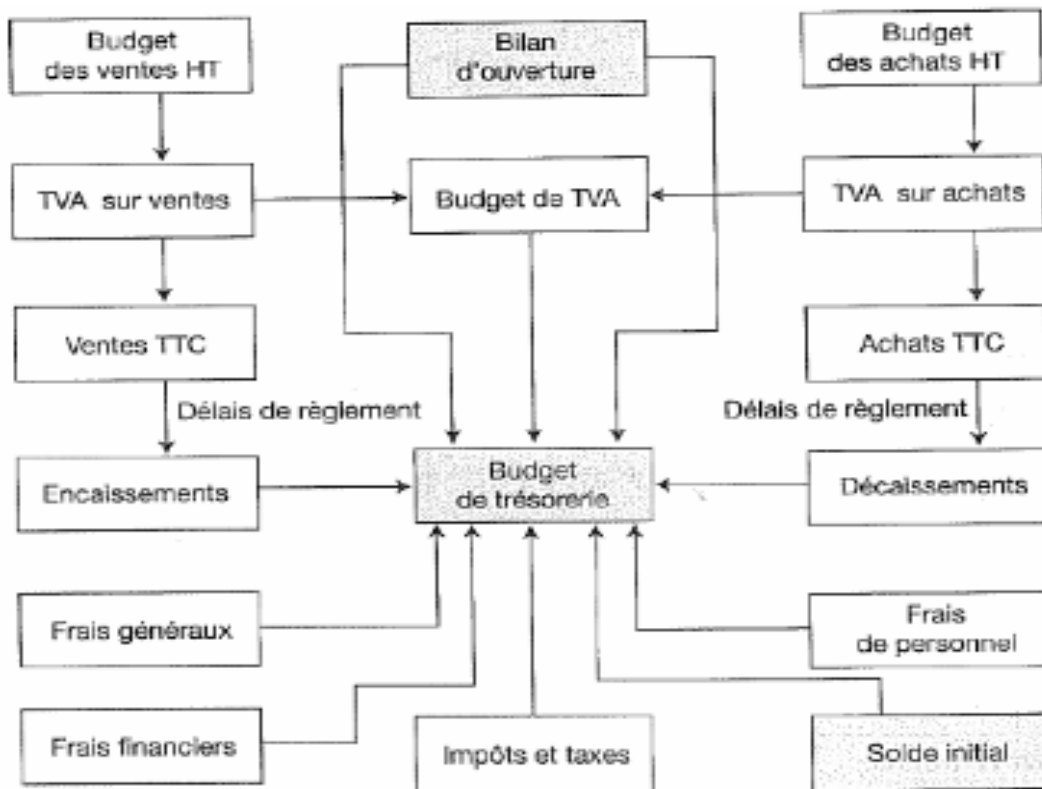 Budget
des ventes HT
Bilan
d'ouverture
Budget
des achats HT
TVA sur ventes
Budget de TVA
TVA sur achats
Ventes TTC
Achats TTC
Délais de règlement
Délais de règlement
Encaissements
Budget
de trésorerie
Décaissements
Frais généraux
Frais
de personnel
Frais financiers
Impôts et taxes
Solde initial